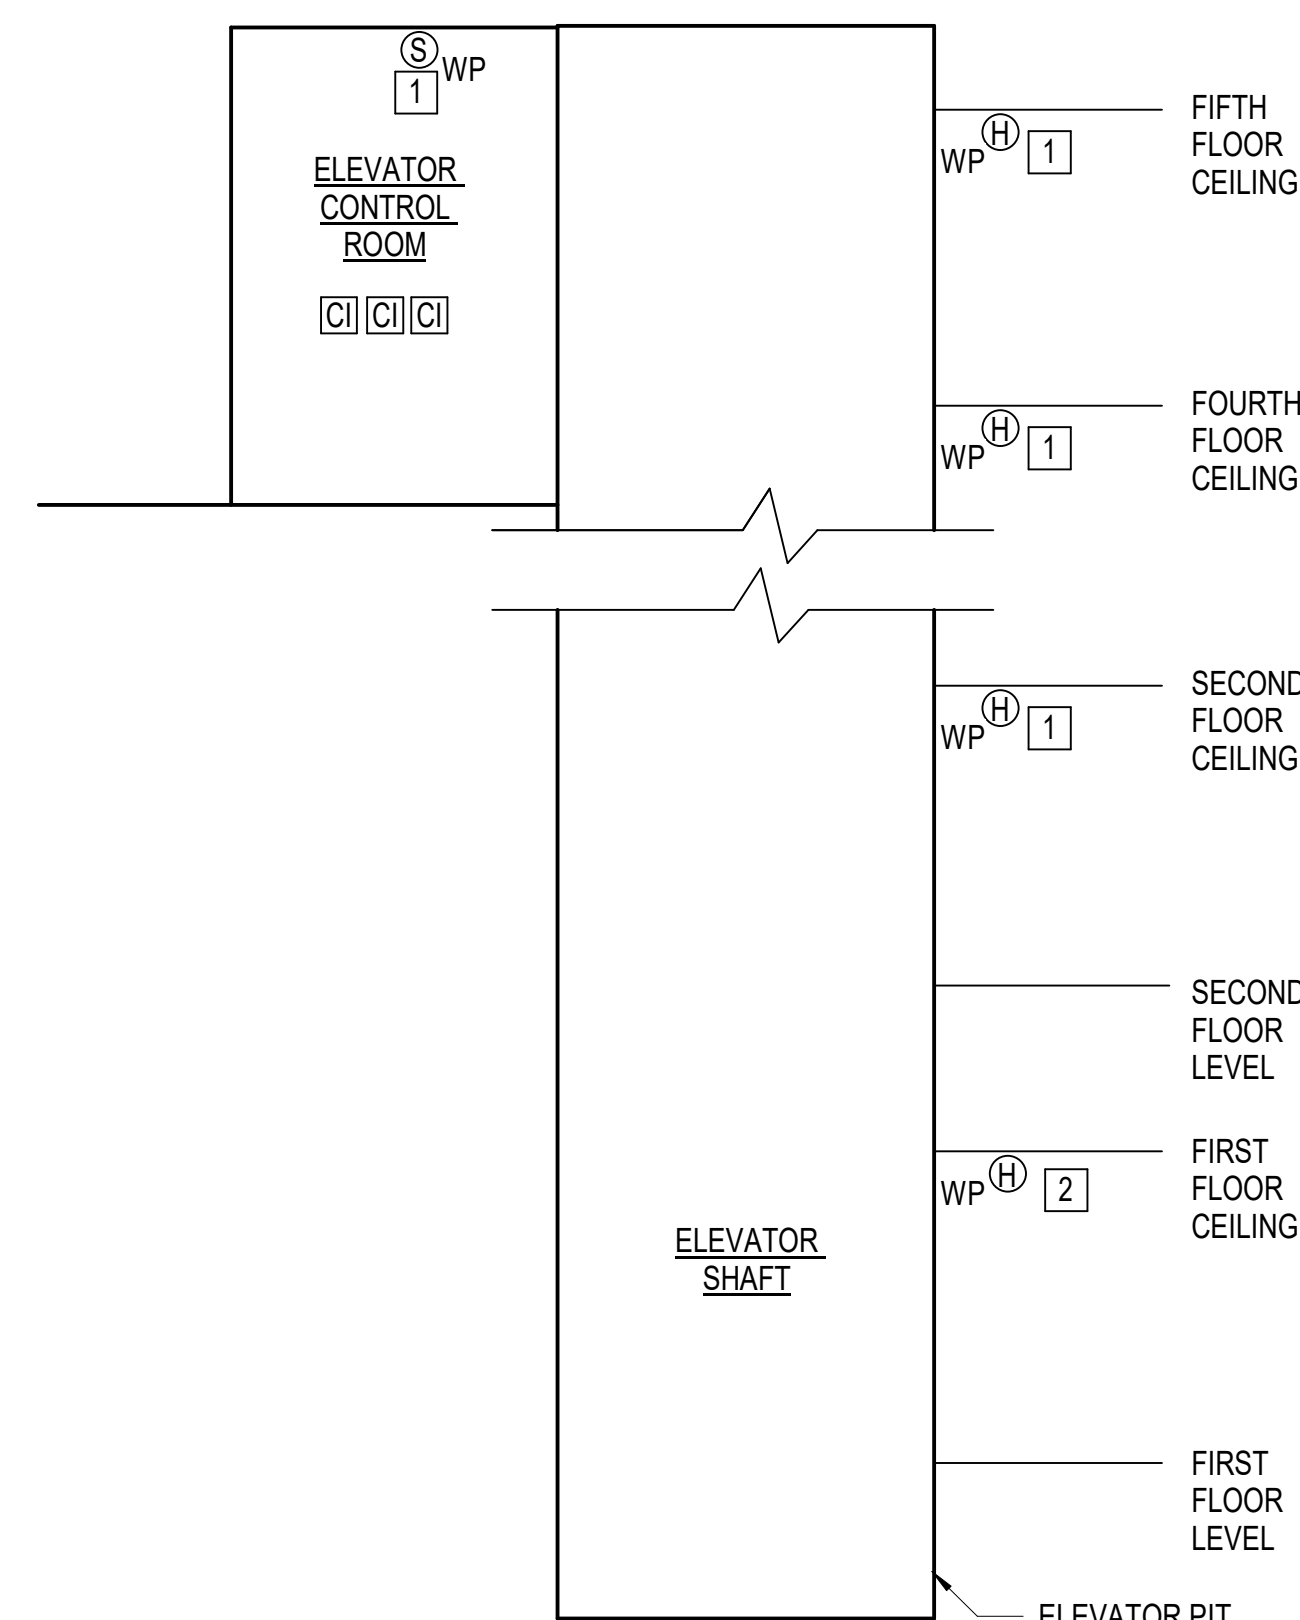 S
WP
1
ELEVATOR
CONTROL
ROOM
CI CI CI
WP H 1
FIFTH
FLOOR
CEILING
WP H 1
FOURTH
FLOOR
CEILING
WP H 1
SECOND
FLOOR
CEILING
SECOND
FLOOR
LEVEL
WP H 2
FIRST
FLOOR
CEILING
ELEVATOR
SHAFT
FIRST
FLOOR
LEVEL
ELEVATOR PIT